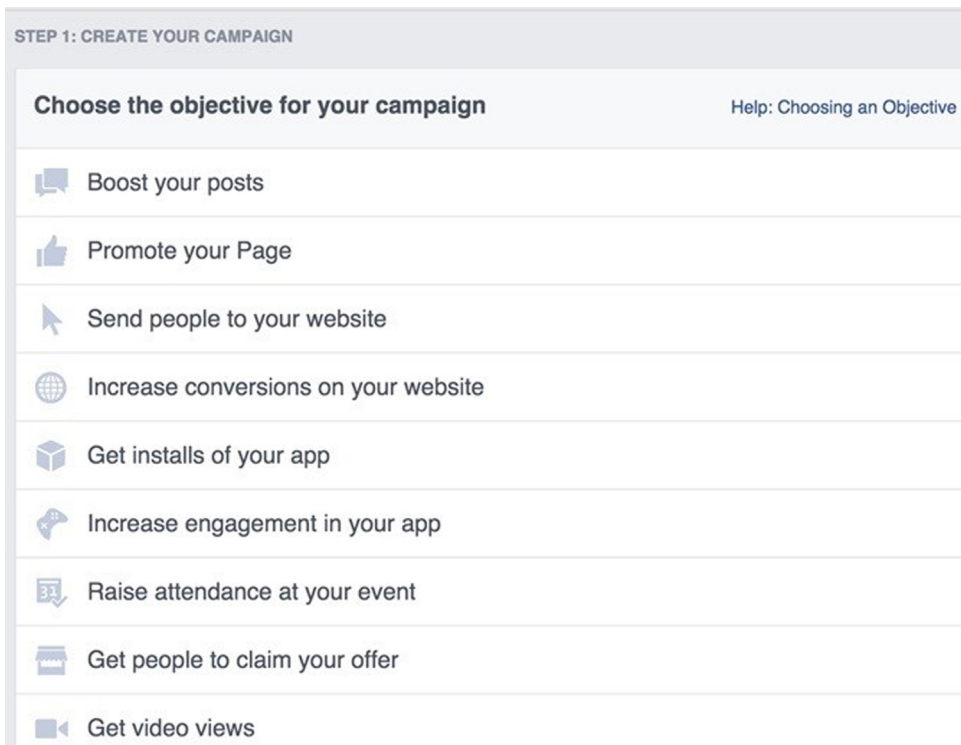 STEP 1: CREATE YOUR CAMPAIGN
Choose the objective for your campaign
Help: Choosing an Objective
Boost your posts
Promote your Page
Send people to your website
Increase conversions on your website
Get installs of your app
Increase engagement in your app
31
Raise attendance at your event
Get people to claim your offer
Get video views